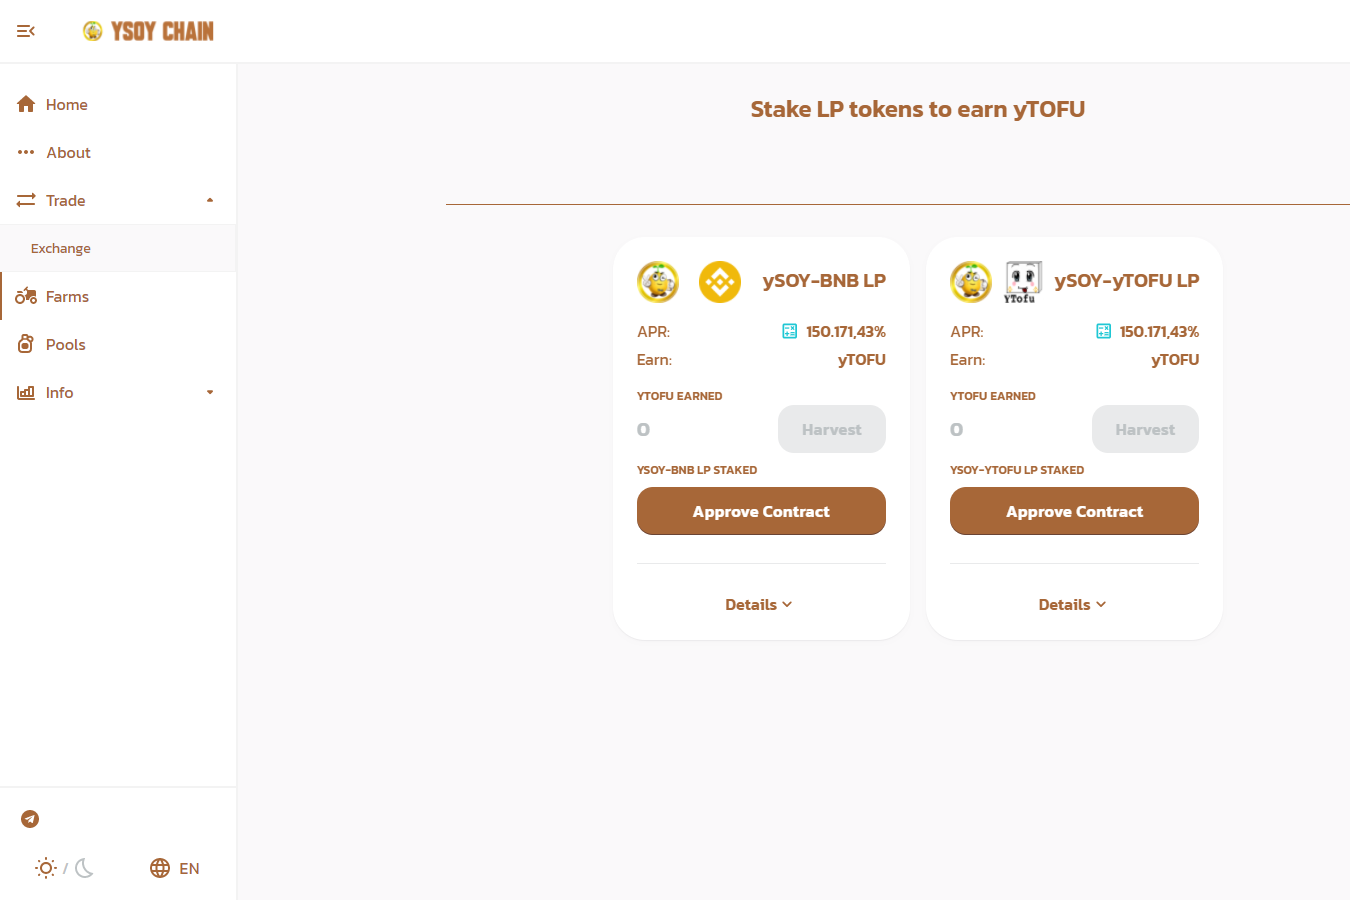 YSOY CHAIN
Home
About
Trade
Exchange
Farms
Pools
Info
/
EN
Stake LP tokens to earn yTOFU
ySOY-BNB LP
APR: 150.171,43%
Earn: yTOFU
YTOFU EARNED
0 Harvest
YSOY-BNB LP STAKED
Approve Contract
Details
YTofu
ySOY-yTOFU LP
APR: 150.171,43%
Earn: yTOFU
YTOFU EARNED
0 Harvest
YSOY-YTOFU LP STAKED
Approve Contract
Details